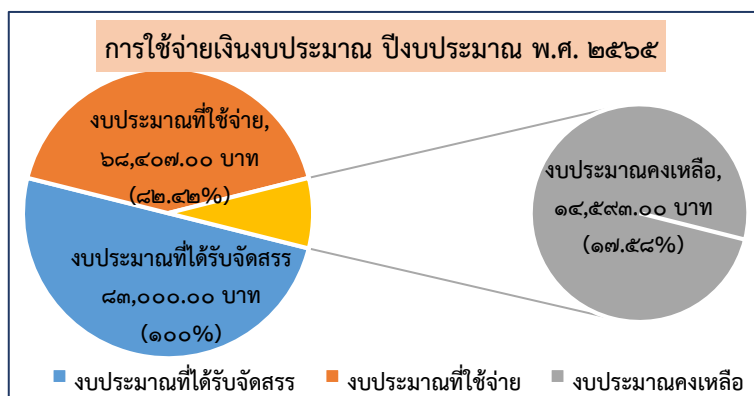 การใช้จ่ายเงินงบประมาณ ปีงบประมาณ พ.ศ. ๒๕๖๕
งบประมาณที่ใช้จ่าย,
๖๘,๔๐๗.๐๐ บาท
(๘๒.๔๒%)
งบประมาณที่ได้รับจัดสรร
๘๓,๐๐๐.๐๐ บาท
(๑๐๐%)
งบประมาณคงเหลือ,
๑๔,๕๙๓.๐๐ บาท
(๑๗.๕๘%)
งบประมาณที่ได้รับจัดสรร งบประมาณที่ใช้จ่าย งบประมาณคงเหลือ